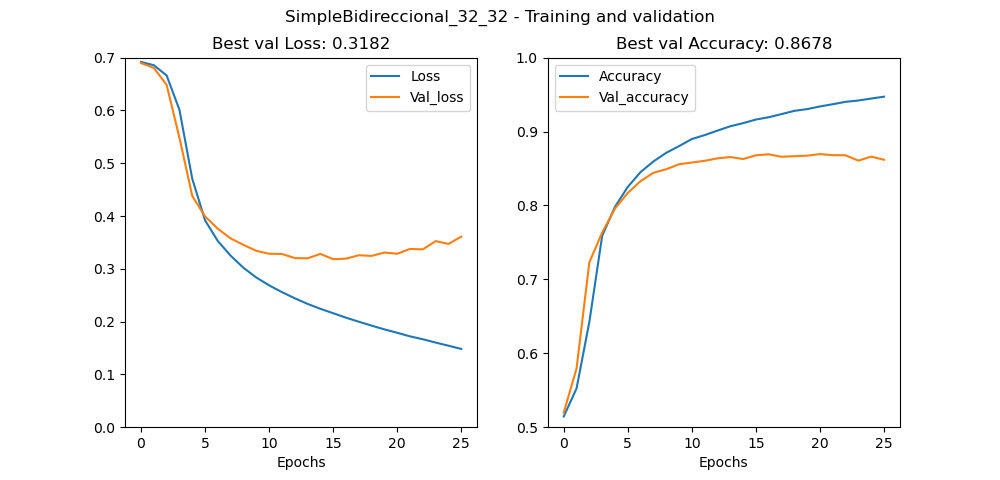 SimpleBidireccional_32_32 - Training and validation
Best val Loss: 0.3182
0.7
0.6
0.5
0.4
0.3
0.2
0.1
0.0
Loss
Val_loss
0 5 10 15 20 25
Epochs
Best val Accuracy: 0.8678
1.0
0.9
0.8
0.7
0.6
0.5
Accuracy
Val_accuracy
0 5 10 15 20 25
Epochs